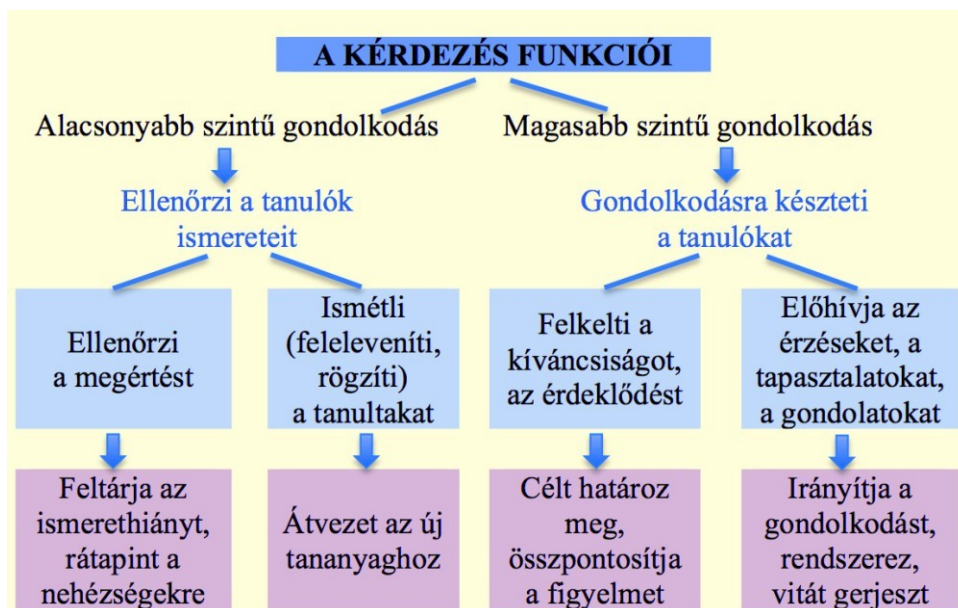 A KÉRDEZÉS FUNKCIÓI
Alacsonyabb szintű gondolkodás
Magasabb szintű gondolkodás
Ellenőrzi a tanulók
ismereteit
Gondolkodásra készteti
a tanulókat
Ellenőrzi
a megértést
Ismétli
(feleleveníti,
rögzíti)
a tanultakat
Felkelti a
kíváncsiságot,
az érdeklődést
Előhívja az
érzéseket, a
tapasztalatokat,
a gondolatokat
Feltárja az
ismerethiányt,
rátapint a
nehézségekre
Átvezet az új
tananyaghoz
Célt határoz
meg,
összpontosítja
a figyelmet
Irányítja a
gondolkodást,
rendszerez,
vitát gerjeszt